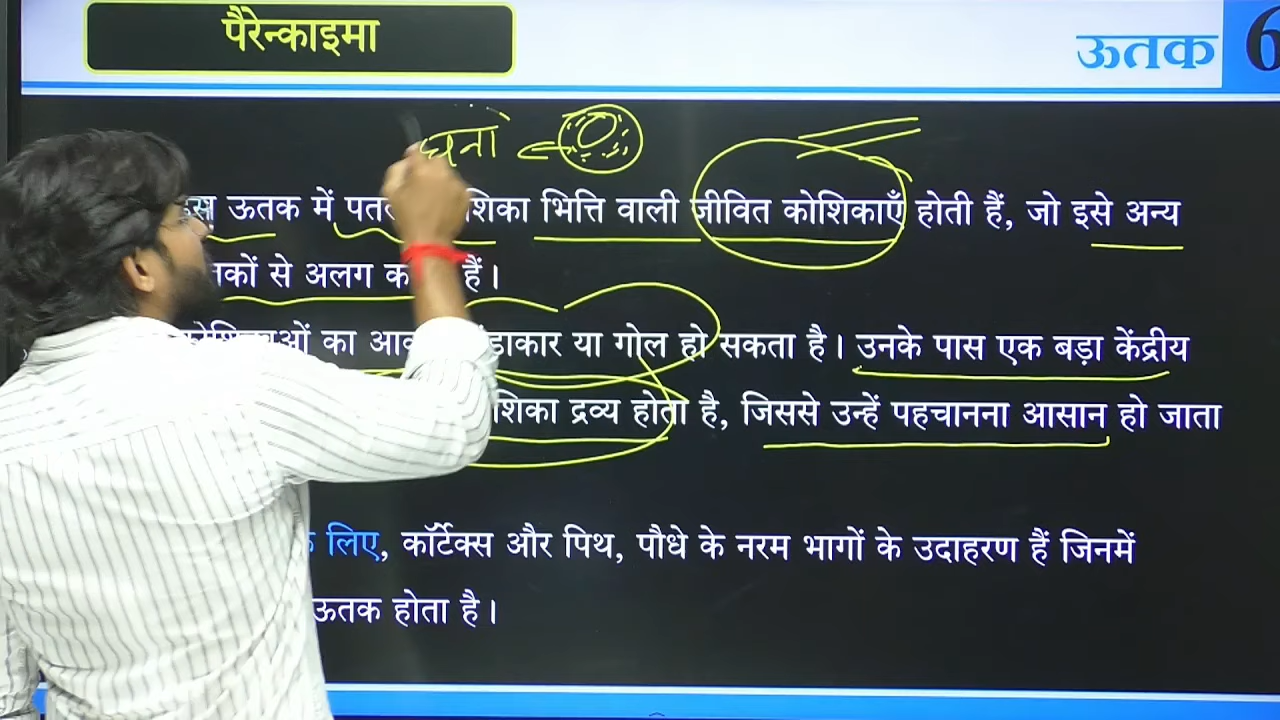 पैरेन्काइमा
ऊतक 6
घना
ऊतक में भित्ति वाली जीवित कोशिकाएँ होती हैं, जो इसे अन्य
से अलग हैं।
का या गोल हो सकता है। उनके पास एक बड़ा केंद्रीय
द्रव्य होता है, जिससे उन्हें पहचानना आसान हो जाता
लिए, कॉर्टेक्स और पिथ, पौधे के नरम भागों के उदाहरण हैं जिनमें
ऊतक होता है।